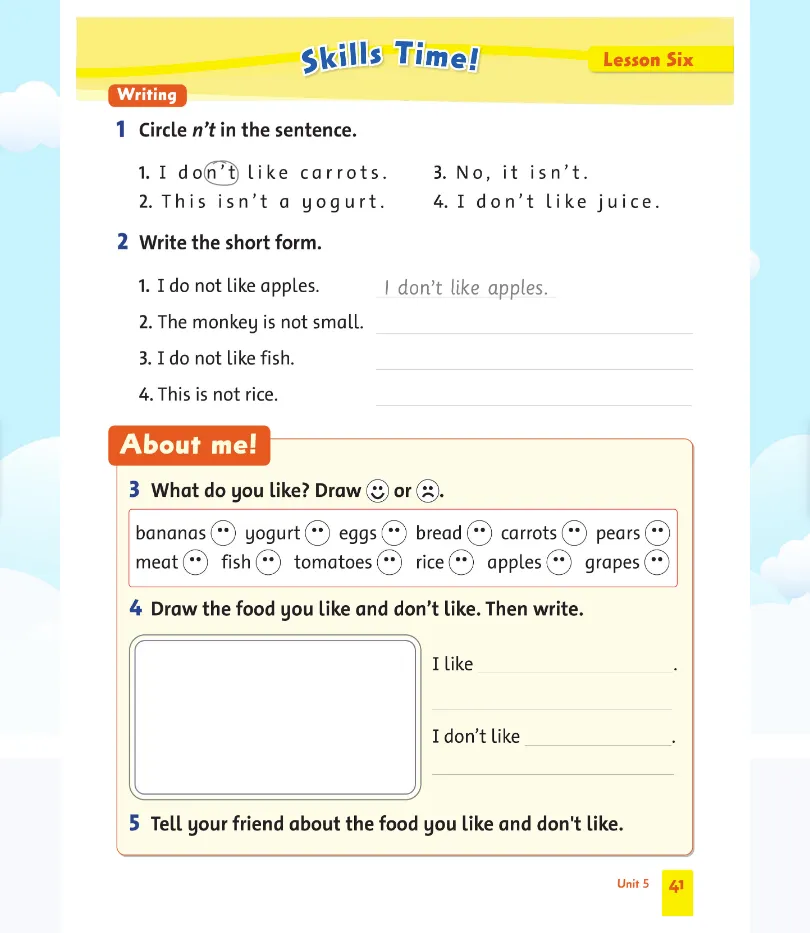 Skills Time!
Lesson Six
Writing
1 Circle n't in the sentence.
1. I don't like carrots.
2. This isn't a yogurt.
3. No, it isn't.
4. I don't like juice.
2 Write the short form.
1. I do not like apples. I don't like apples.
2. The monkey is not small.
3. I do not like fish.
4. This is not rice.
About me!
3 What do you like? Draw or .
bananas yogurt eggs bread carrots pears
meat fish tomatoes rice apples grapes
4 Draw the food you like and don't like. Then write.
I like .
I don't like .
5 Tell your friend about the food you like and don't like.
Unit 5 41